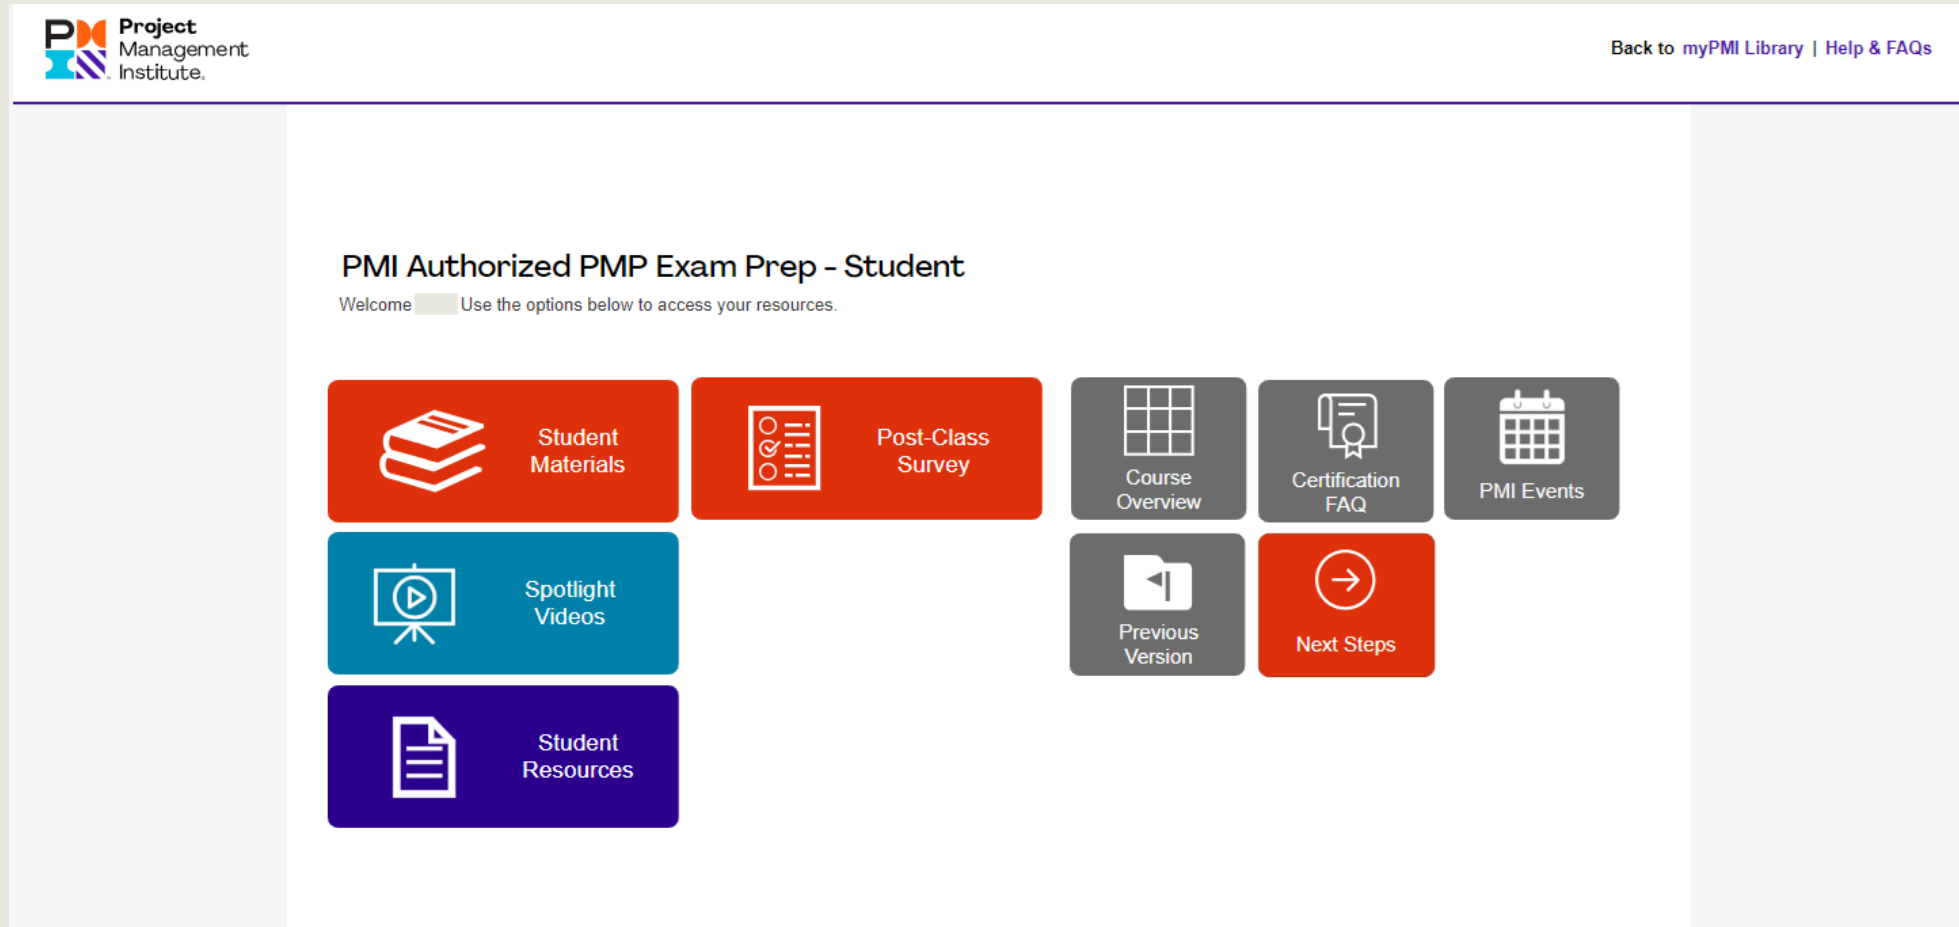 Project
Management
Institute.
Back to myPMI Library | Help & FAQs
PMI Authorized PMP Exam Prep - Student
Welcome Use the options below to access your resources.
Student
Materials
Post-Class
Survey
Course
Overview
Certification
FAQ
PMI Events
Spotlight
Videos
Previous
Version
Next Steps
Student
Resources